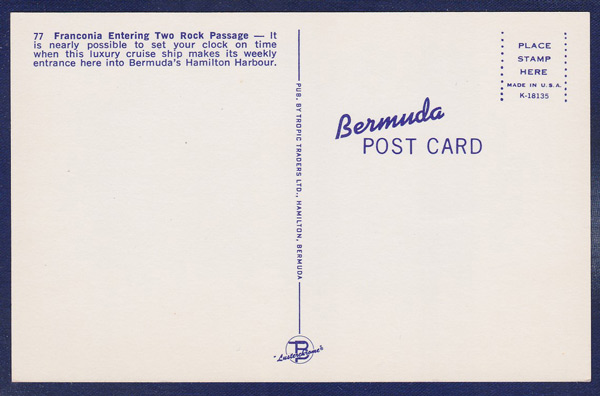 77 Franconia Entering Two Rock Passage — It
is nearly possible to set your clock on time
when this luxury cruise ship makes its weekly
entrance here into Bermuda's Hamilton Harbour.
PUB. BY TROPIC TRADERS LTD., HAMILTON, BERMUDA
Bermuda
POST CARD
PLACE
STAMP
HERE
MADE IN U.S.A.
K-18135
"Lusterchrome"